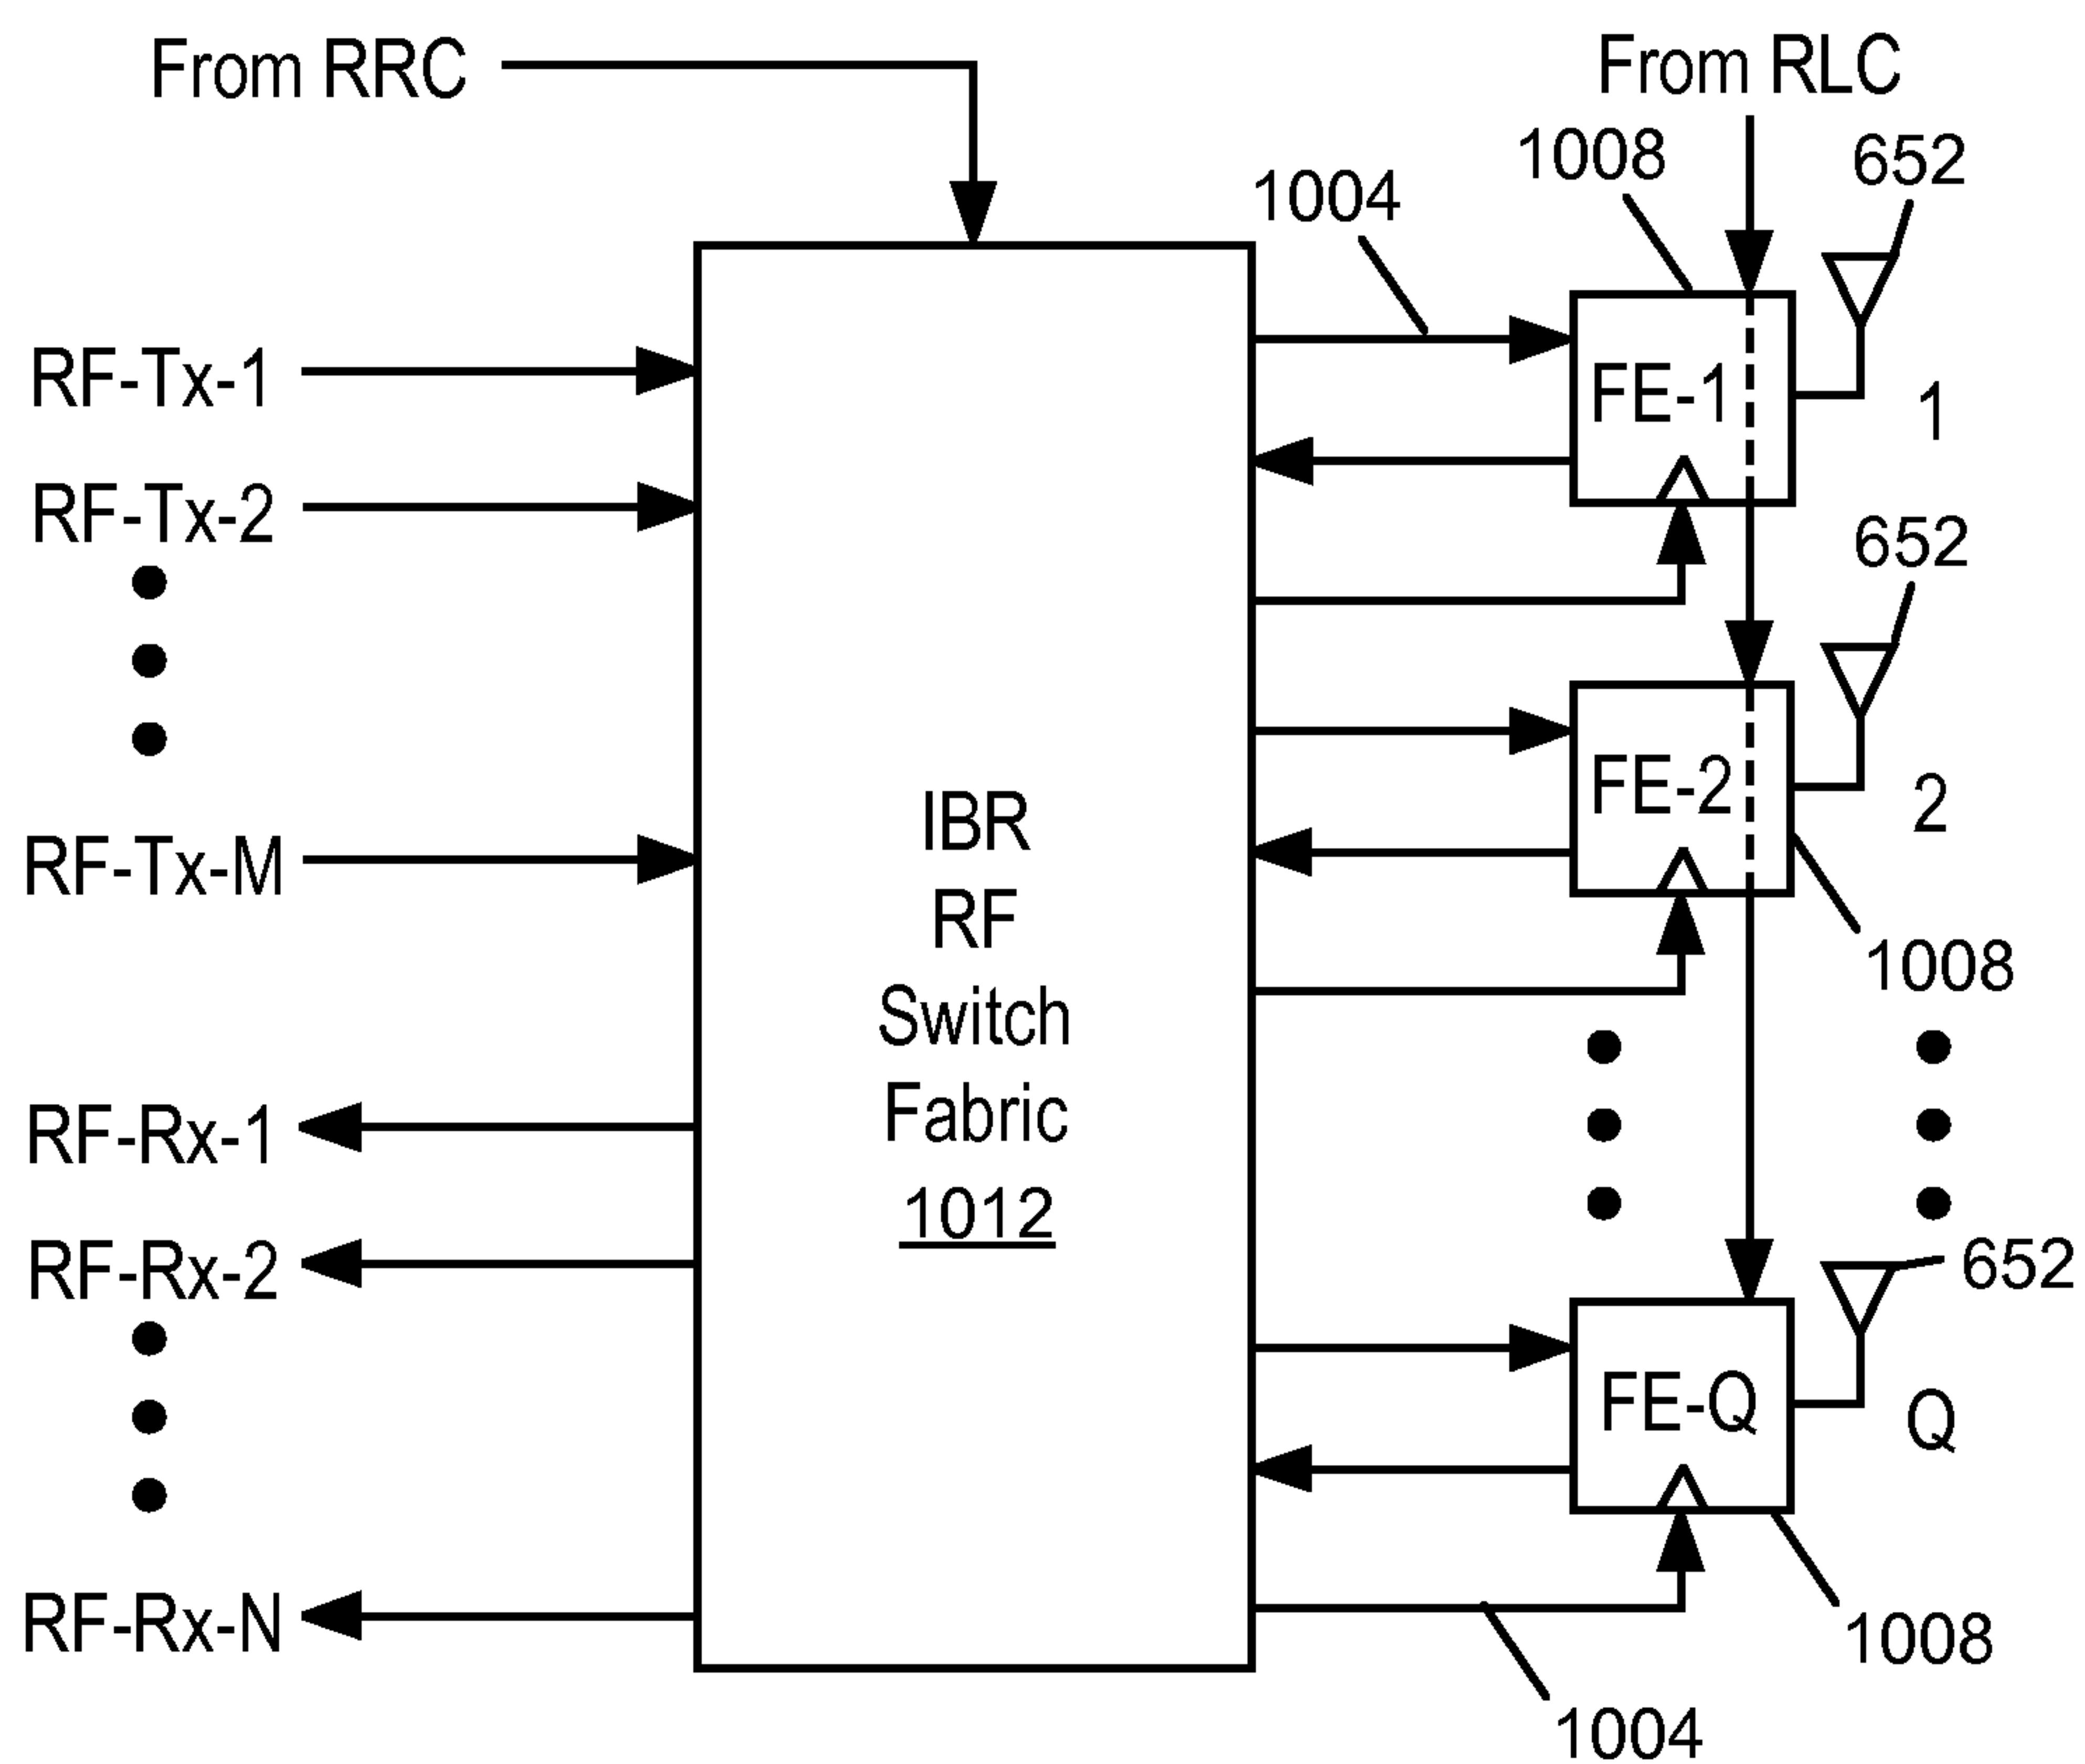 From RRC
From RLC
1008
652
1004
RF-Tx-1
FE-1
1
RF-Tx-2
652
FE-2
2
RF-Tx-M
IBR
RF
Switch
Fabric
1012
1008
RF-Rx-1
RF-Rx-2
652
FE-Q
Q
RF-Rx-N
1008
1004